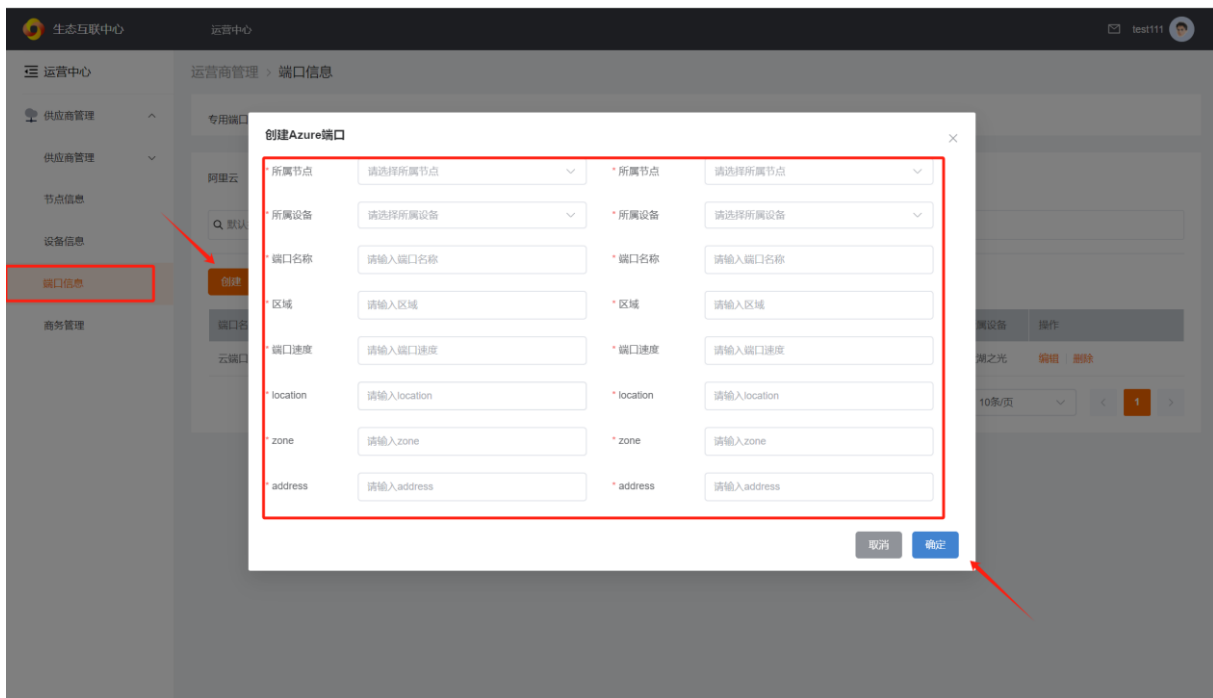 生态互联中心 运营中心 test111
运营中心 运营商管理 > 端口信息
供应商管理 专用端口
创建Azure端口
供应商管理
阿里云
* 所属节点 请选择所属节点 * 所属节点 请选择所属节点
节点信息
* 所属设备 请选择所属设备 * 所属设备 请选择所属设备
默认
设备信息
* 端口名称 请输入端口名称 * 端口名称 请输入端口名称
端口信息 创建
* 区域 请输入区域 * 区域 请输入区域
商务管理 端口名 属设备 操作
* 端口速度 请输入端口速度 * 端口速度 请输入端口速度
云端口 湖之光 编辑 删除
* location 请输入location * location 请输入location
10条/页 < 1 >
* zone 请输入zone * zone 请输入zone
* address 请输入address * address 请输入address
取消 确定